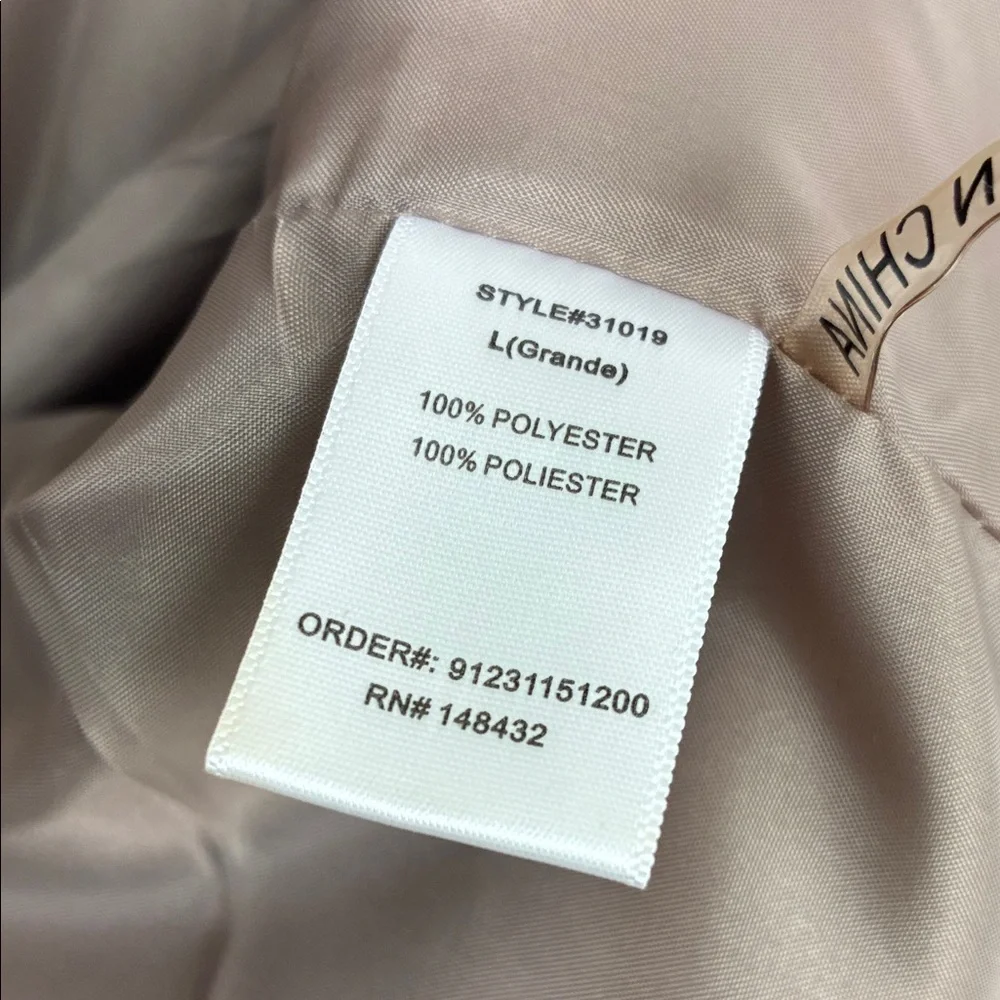 STYLE#31019
L(Grande)
100% POLYESTER
100% POLIESTER
ORDER#: 91231151200
RN# 148432
N CHINA